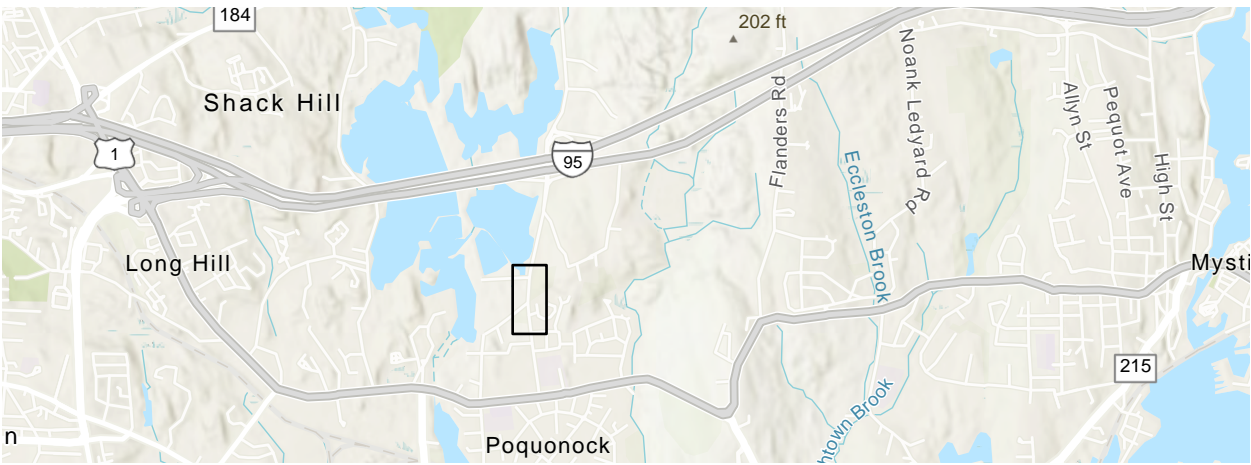 184
202 ft
Shack Hill
1
95
Flanders Rd
Noank Ledyard Rd
Allyn St
Pequot Ave
High St
Eccleston Brook
Long Hill
Mysti
215
n
Poquonock
htown Brook